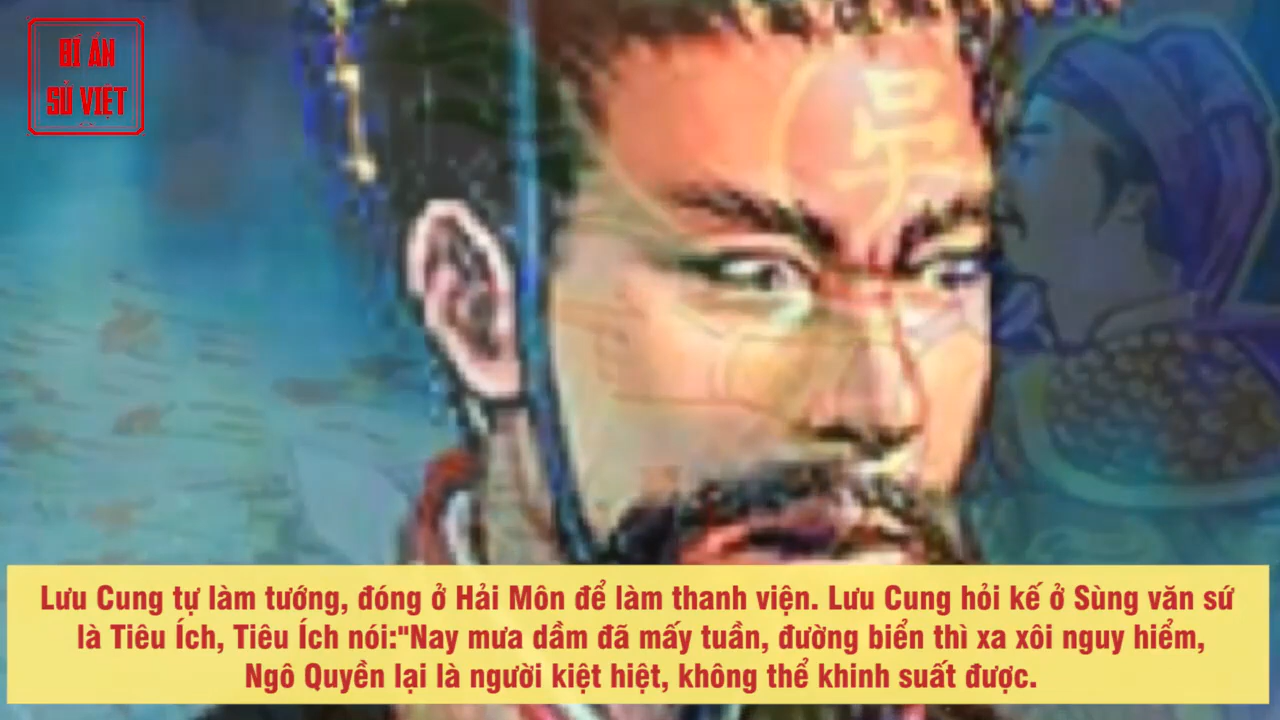 BÍ ẨN
SỬ VIỆT
吳
Lưu Cung tự làm tướng, đóng ở Hải Môn để làm thanh viện. Lưu Cung hỏi kế ở Sùng văn sứ
là Tiêu Ích, Tiêu Ích nói:"Nay mưa dầm đã mấy tuần, đường biển thì xa xôi nguy hiểm,
Ngô Quyền lại là người kiệt hiệt, không thể khinh suất được.